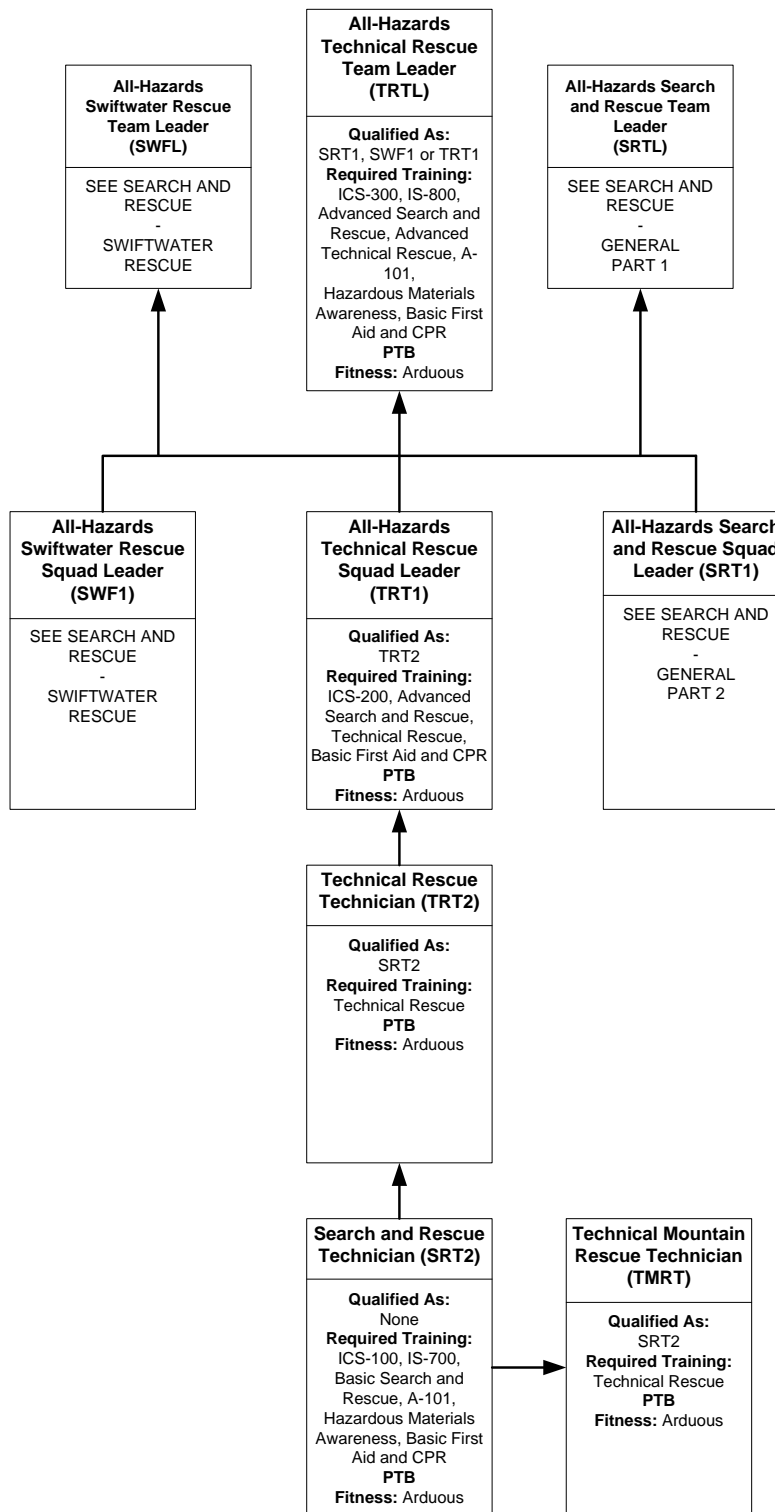 All-Hazards
Technical Rescue
Team Leader
(TRTL)
Qualified As:
SRT1, SWF1 or TRT1
Required Training:
ICS-300, IS-800,
Advanced Search and
Rescue, Advanced
Technical Rescue, A-
101,
Hazardous Materials
Awareness, Basic First
Aid and CPR
PTB
Fitness: Arduous
All-Hazards
Swiftwater Rescue
Team Leader
(SWFL)
SEE SEARCH AND
RESCUE
-
SWIFTWATER
RESCUE
All-Hazards Search
and Rescue Team
Leader
(SRTL)
SEE SEARCH AND
RESCUE
-
GENERAL
PART 1
All-Hazards
Swiftwater Rescue
Squad Leader
(SWF1)
SEE SEARCH AND
RESCUE
-
SWIFTWATER
RESCUE
All-Hazards
Technical Rescue
Squad Leader
(TRT1)
Qualified As:
TRT2
Required Training:
ICS-200, Advanced
Search and Rescue,
Technical Rescue,
Basic First Aid and CPR
PTB
Fitness: Arduous
All-Hazards Search
and Rescue Squad
Leader (SRT1)
SEE SEARCH AND
RESCUE
-
GENERAL
PART 2
Technical Rescue
Technician (TRT2)
Qualified As:
SRT2
Required Training:
Technical Rescue
PTB
Fitness: Arduous
Search and Rescue
Technician (SRT2)
Qualified As:
None
Required Training:
ICS-100, IS-700,
Basic Search and
Rescue, A-101,
Hazardous Materials
Awareness, Basic First
Aid and CPR
PTB
Fitness: Arduous
Technical Mountain
Rescue Technician
(TMRT)
Qualified As:
SRT2
Required Training:
Technical Rescue
PTB
Fitness: Arduous